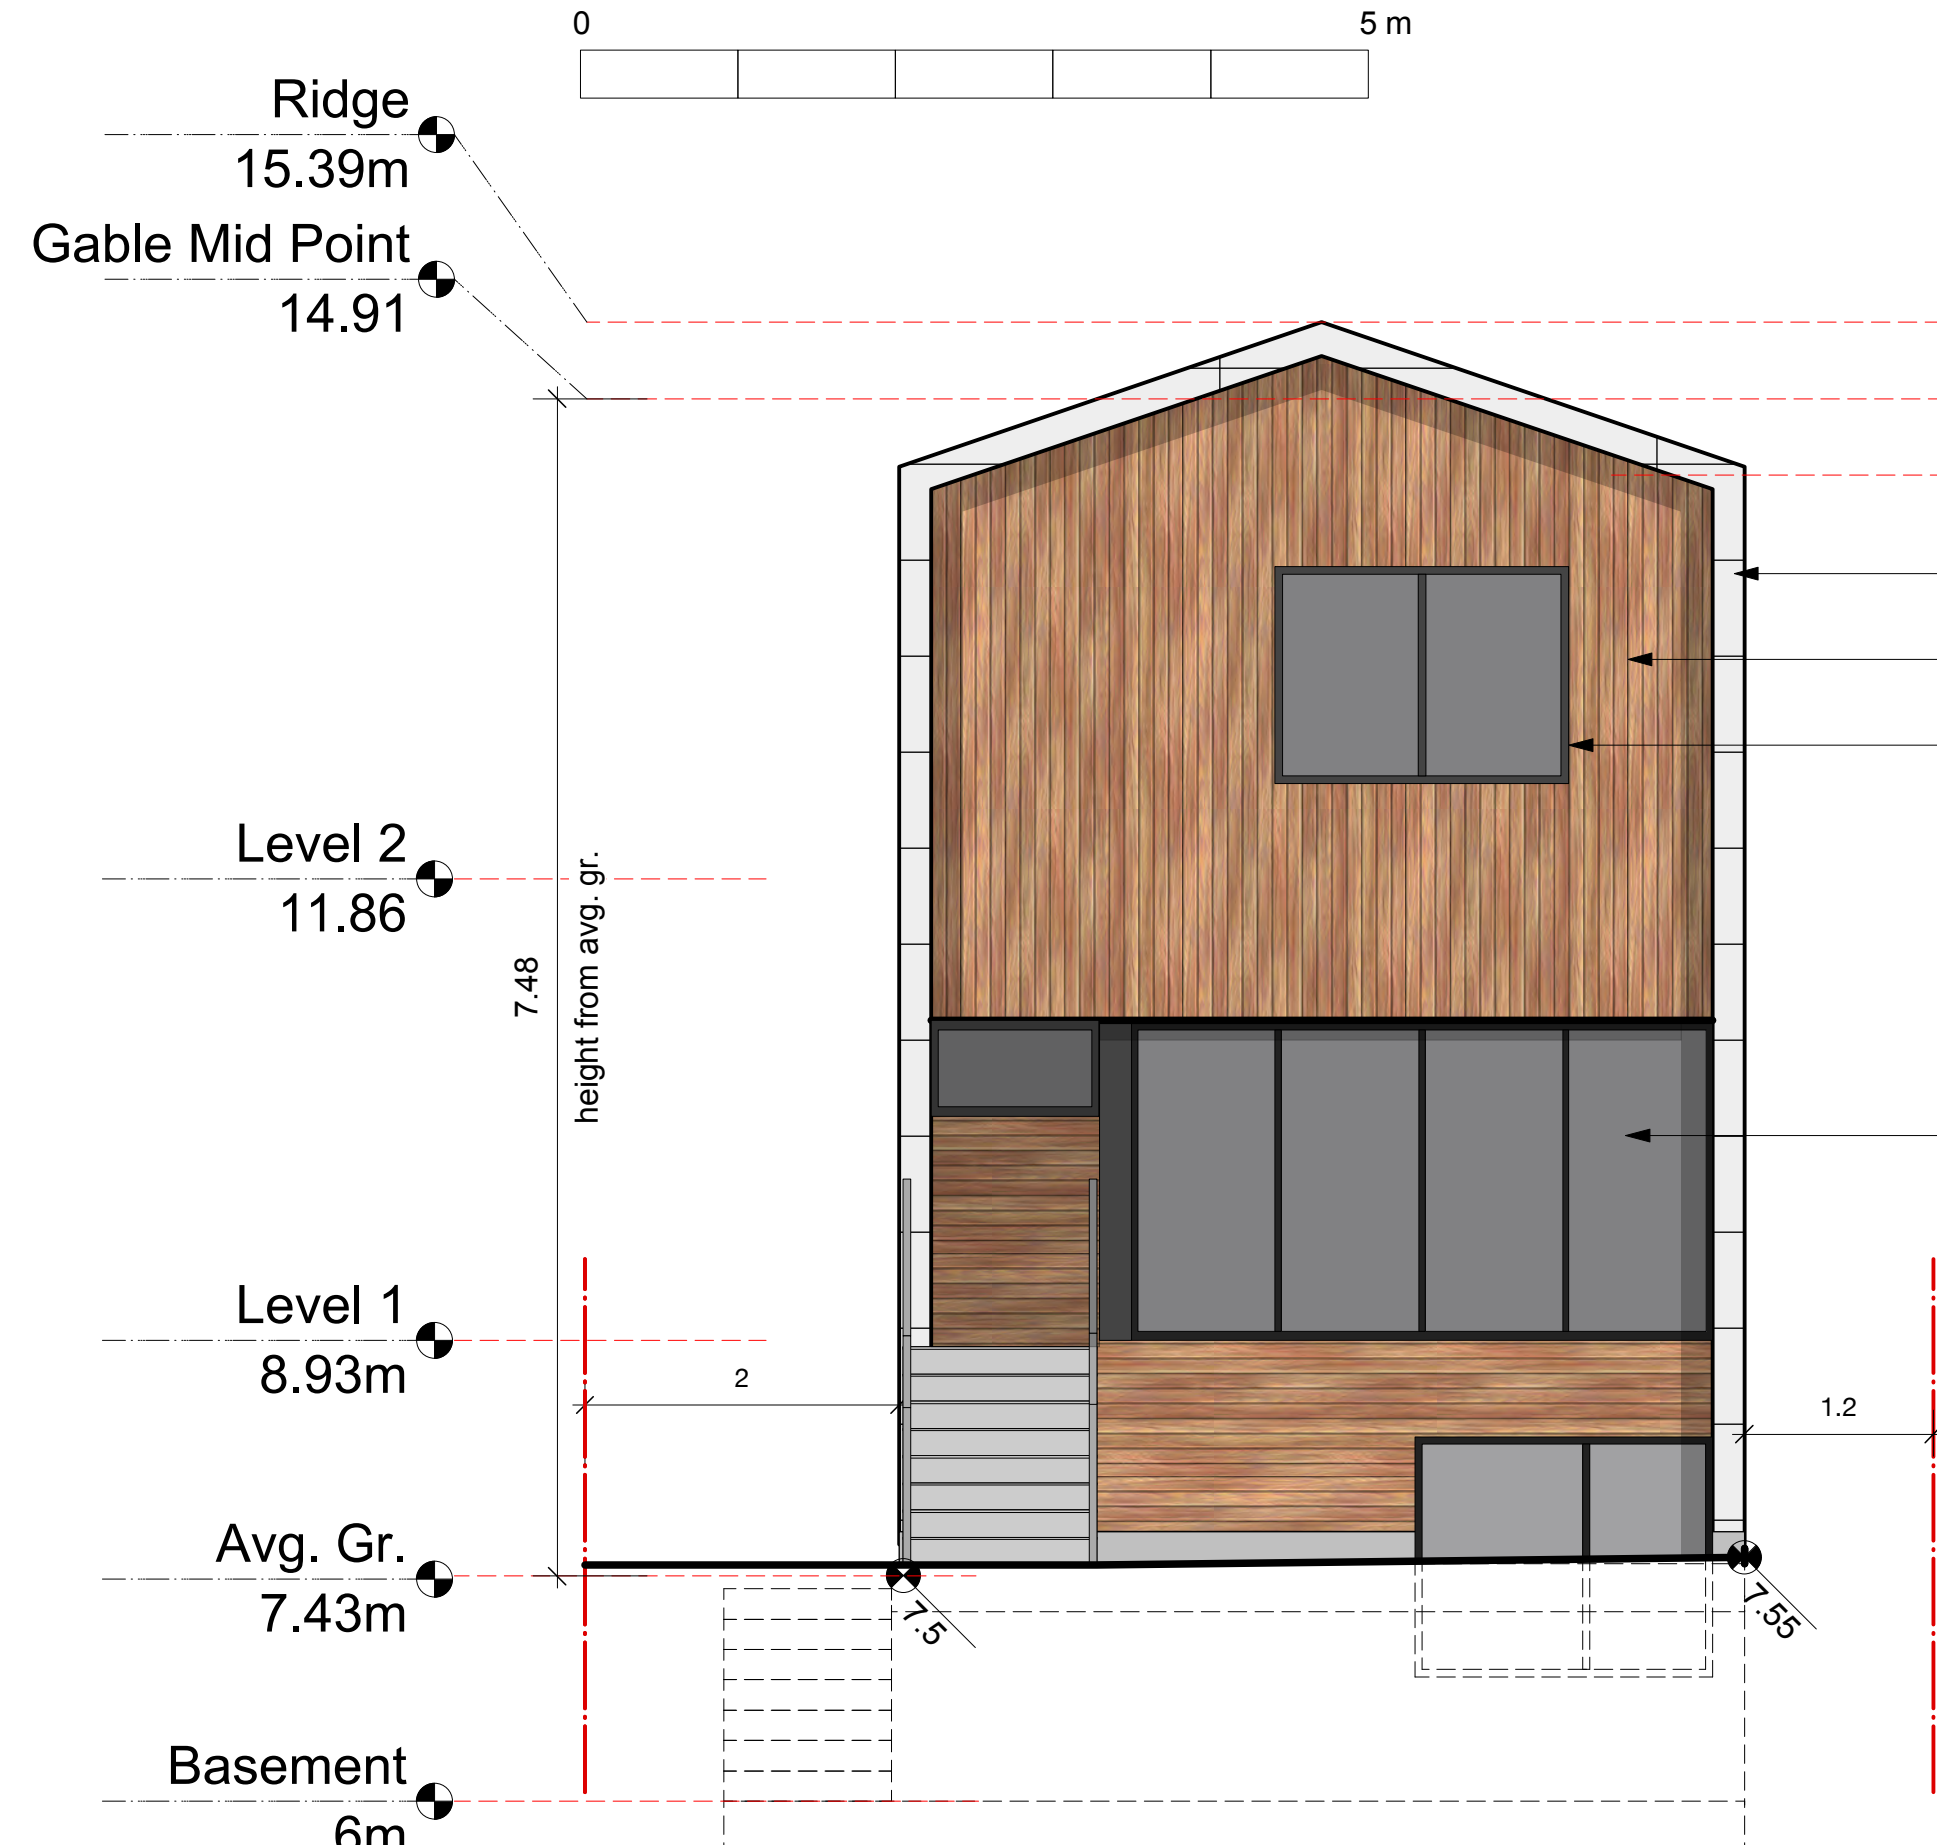 0
5 m
Ridge
15.39m
Gable Mid Point
14.91
Level 2
11.86
7.48
height from avg. gr.
Level 1
8.93m
2
1.2
Avg. Gr.
7.43m
7.5
7.55
Basement
6m